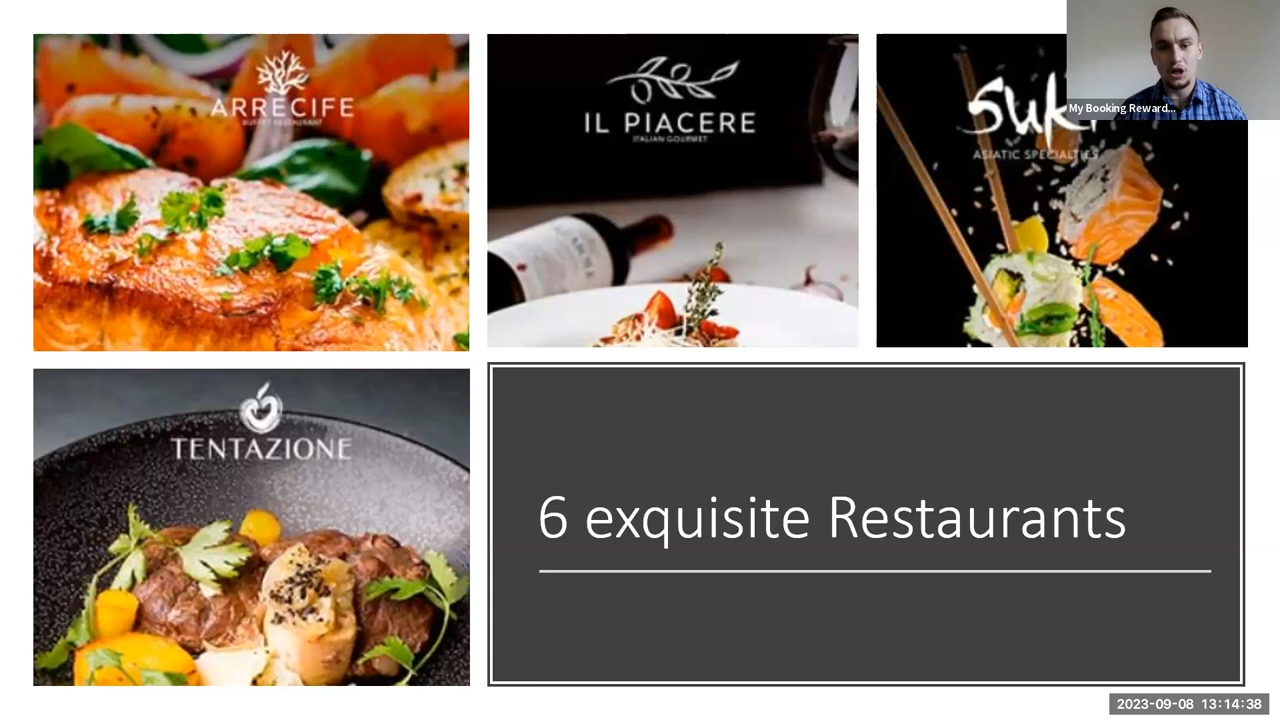 ARRECIFE
BUFFET RESTAURANT
IL PIACERE
ITALIAN GOURMET
My Booking Reward...
ASIATIC SPECIALTIES
TENTAZIONE
6 exquisite Restaurants
2023-09-08 13:14:38